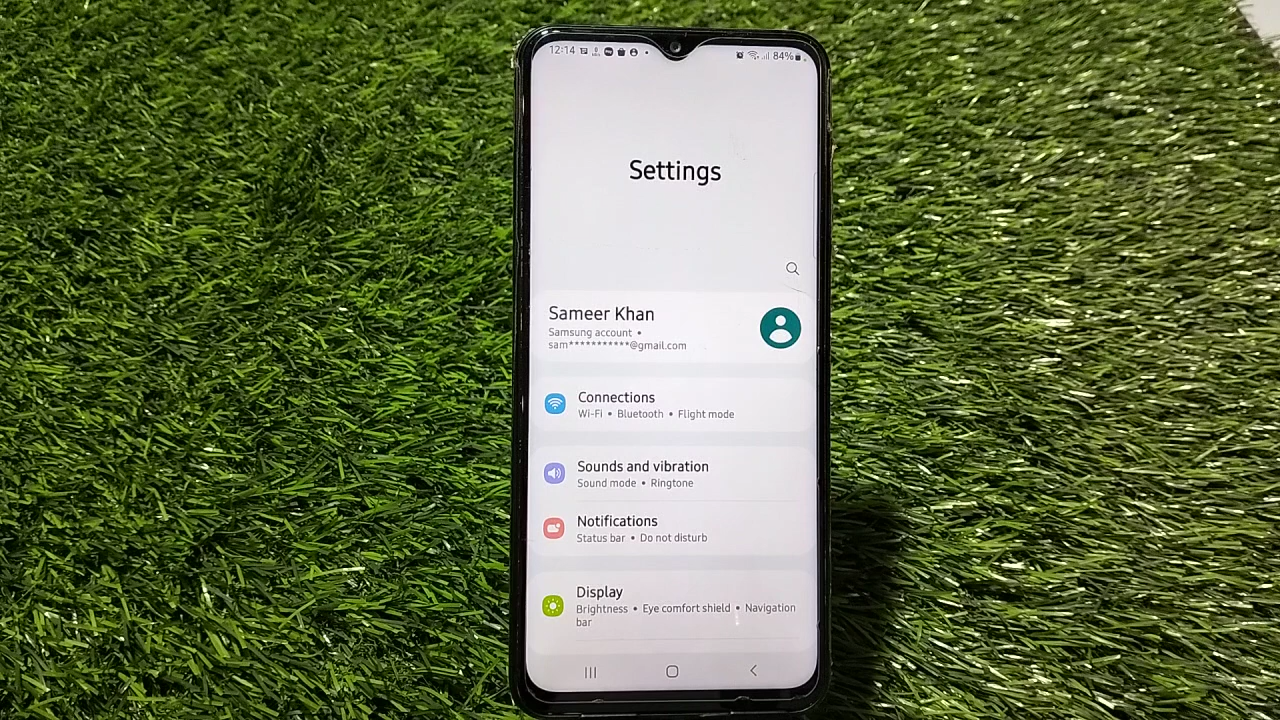 12:14
84%
Settings
Sameer Khan
Samsung account •
sam***********@gmail.com
Connections
Wi-Fi • Bluetooth • Flight mode
Sounds and vibration
Sound mode • Ringtone
Notifications
Status bar • Do not disturb
Display
Brightness • Eye comfort shield • Navigation
bar